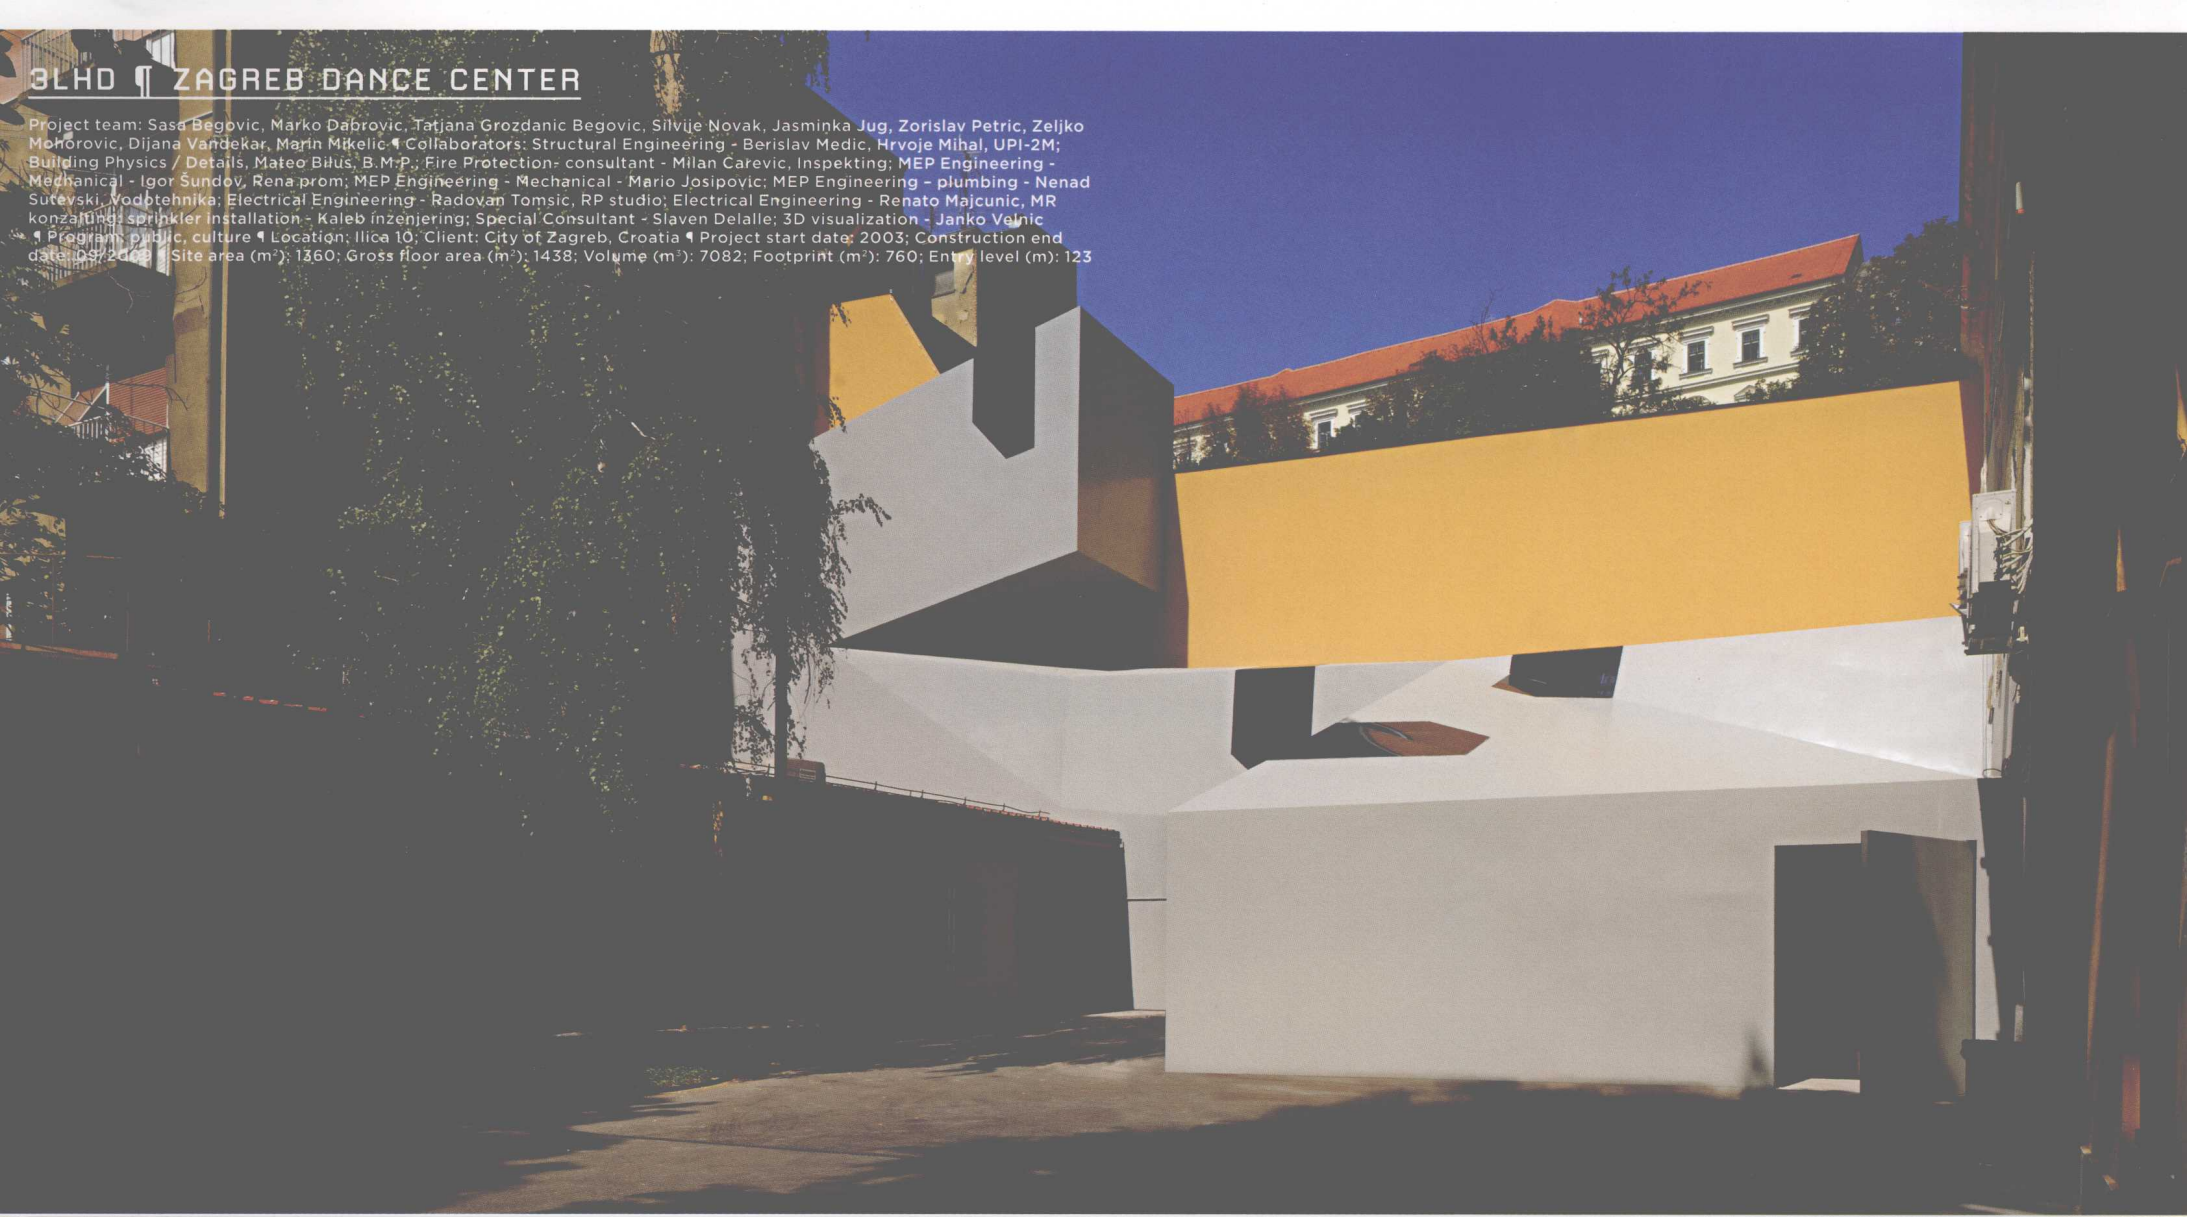 3LHD ¶ ZAGREB DANCE CENTER
Project team: Sasa Begovic, Marko Dabrovic, Tatjana Grozdanic Begovic, Silvije Novak, Jasminka Jug, Zorislav Petric, Zeljko
Mohorovic, Dijana Vandekar, Marin Mikelic ¶ Collaborators: Structural Engineering - Berislav Medic, Hrvoje Mihal, UPI-2M;
Building Physics / Details, Mateo Bilus, B.M.P.; Fire Protection- consultant - Milan Carevic, Inspekting; MEP Engineering -
Mechanical - Igor Šundov, Rena prom; MEP Engineering - Mechanical - Mario Josipovic; MEP Engineering – plumbing - Nenad
Sutevski, Vodotehnika; Electrical Engineering - Radovan Tomsic, RP studio; Electrical Engineering - Renato Majcunic, MR
konzalting; sprinkler installation - Kaleb inzenjering; Special Consultant - Slaven Delalle; 3D visualization - Janko Velnic
¶ Program: public, culture ¶ Location: Ilica 10; Client: City of Zagreb, Croatia ¶ Project start date: 2003; Construction end
date: 09/2009 ¶ Site area (m²): 1360; Gross floor area (m²): 1438; Volume (m³): 7082; Footprint (m²): 760; Entry level (m): 123